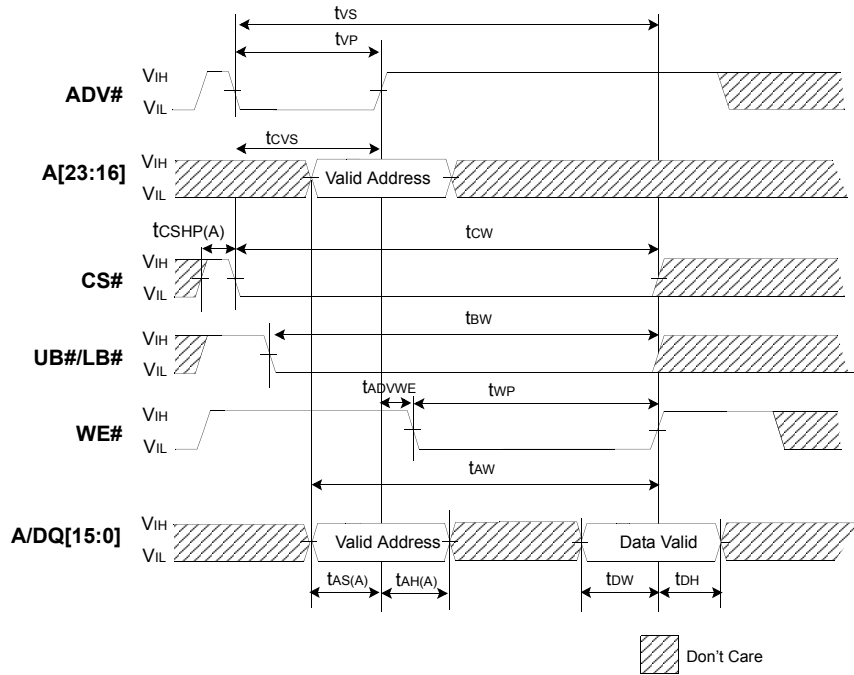 tVS
tVP
ADV#
VIH
VIL
tCVS
A[23:16]
VIH
VIL
Valid Address
tCSHP(A)
tCW
CS#
VIH
VIL
tBW
UB#/LB#
VIH
VIL
tADVWE
tWP
WE#
VIH
VIL
tAW
A/DQ[15:0]
VIH
VIL
Valid Address
Data Valid
tAS(A)
tAH(A)
tDW
tDH
Don't Care